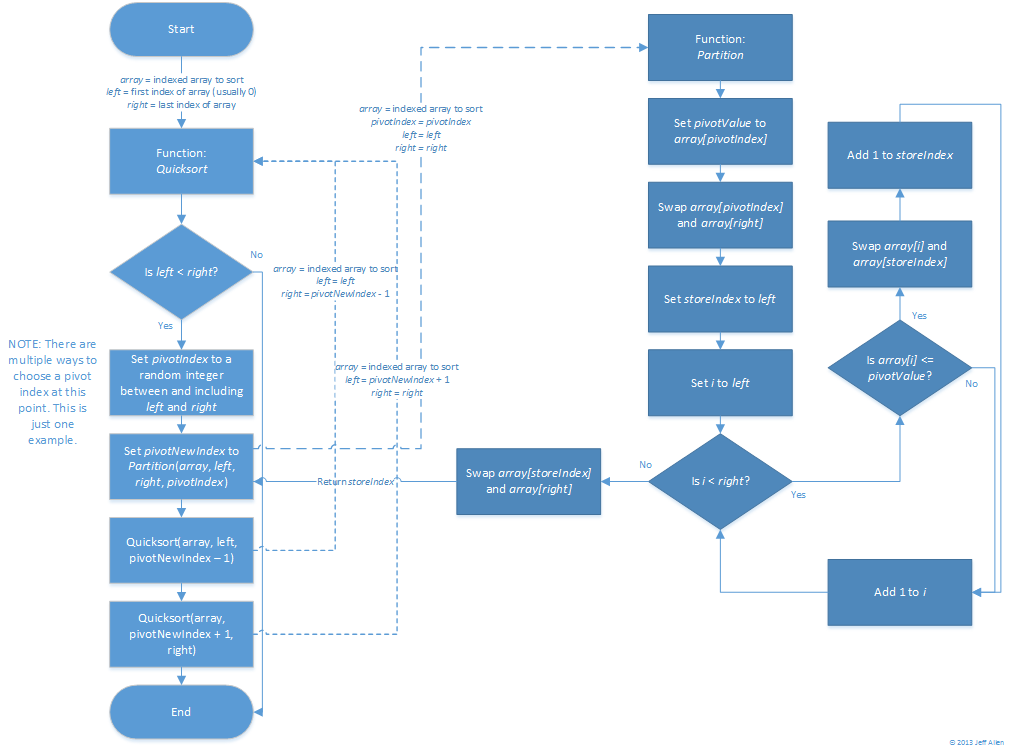 Start
array = indexed array to sort
left = first index of array (usually 0)
right = last index of array
Function:
Quicksort
Is left < right?
No
Yes
NOTE: There are
multiple ways to
choose a pivot
index at this
point. This is
just one
example.
Set pivotIndex to a
random integer
between and including
left and right
Set pivotNewIndex to
Partition(array, left,
right, pivotIndex)
Quicksort(array, left,
pivotNewIndex – 1)
Quicksort(array,
pivotNewIndex + 1,
right)
End
array = indexed array to sort
pivotIndex = pivotIndex
left = left
right = right
array = indexed array to sort
left = left
right = pivotNewIndex - 1
array = indexed array to sort
left = pivotNewIndex + 1
right = right
Return storeIndex
Function:
Partition
Set pivotValue to
array[pivotIndex]
Swap array[pivotIndex]
and array[right]
Set storeIndex to left
Set i to left
Is i < right?
No
Yes
Swap array[storeIndex]
and array[right]
Add 1 to storeIndex
Swap array[i] and
array[storeIndex]
Yes
Is array[i] <=
pivotValue?
No
Add 1 to i
© 2013 Jeff Allen